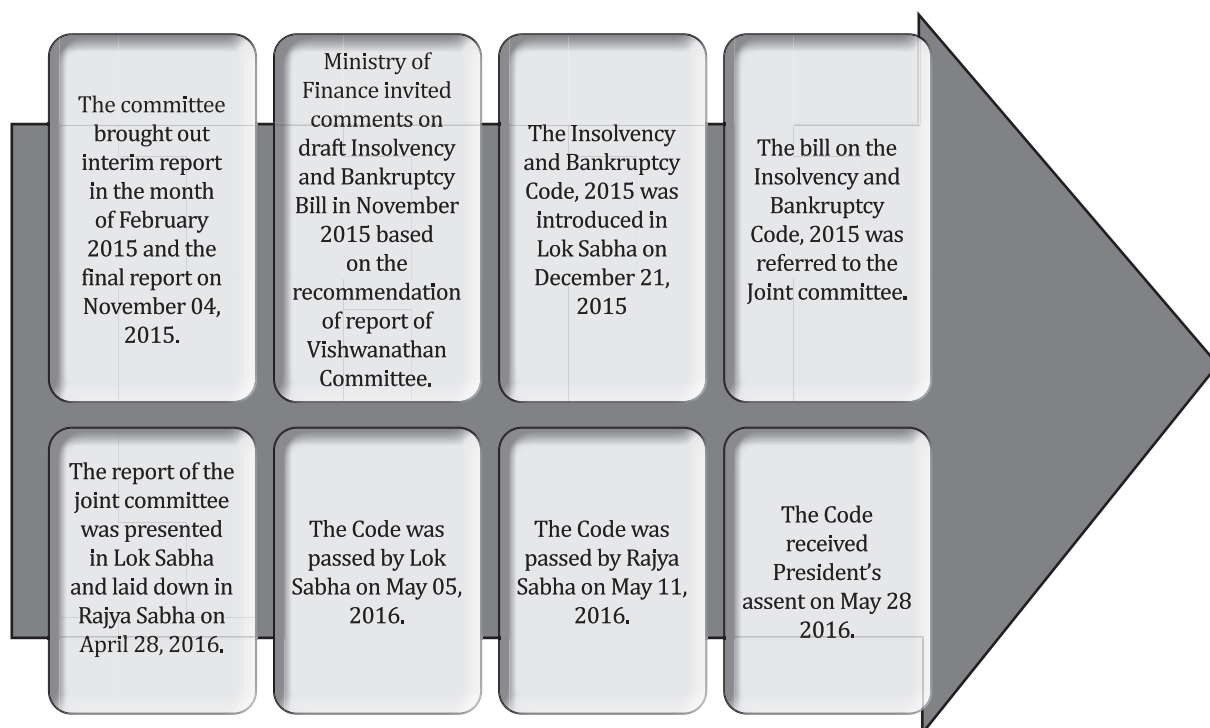 The committee
brought out
interim report
in the month
of February
2015 and the
final report on
November 04,
2015.
Ministry of
Finance invited
comments on
draft Insolvency
and Bankruptcy
Bill in November
2015 based
on the
recommendation
of report of
Vishwanathan
Committee.
The Insolvency
and Bankruptcy
Code, 2015 was
introduced in
Lok Sabha on
December 21,
2015
The bill on the
Insolvency and
Bankruptcy
Code, 2015 was
referred to the
Joint committee.
The report of the
joint committee
was presented
in Lok Sabha
and laid down in
Rajya Sabha on
April 28, 2016.
The Code was
passed by Lok
Sabha on May 05,
2016.
The Code was
passed by Rajya
Sabha on May 11,
2016.
The Code
received
President's
assent on May 28
2016.